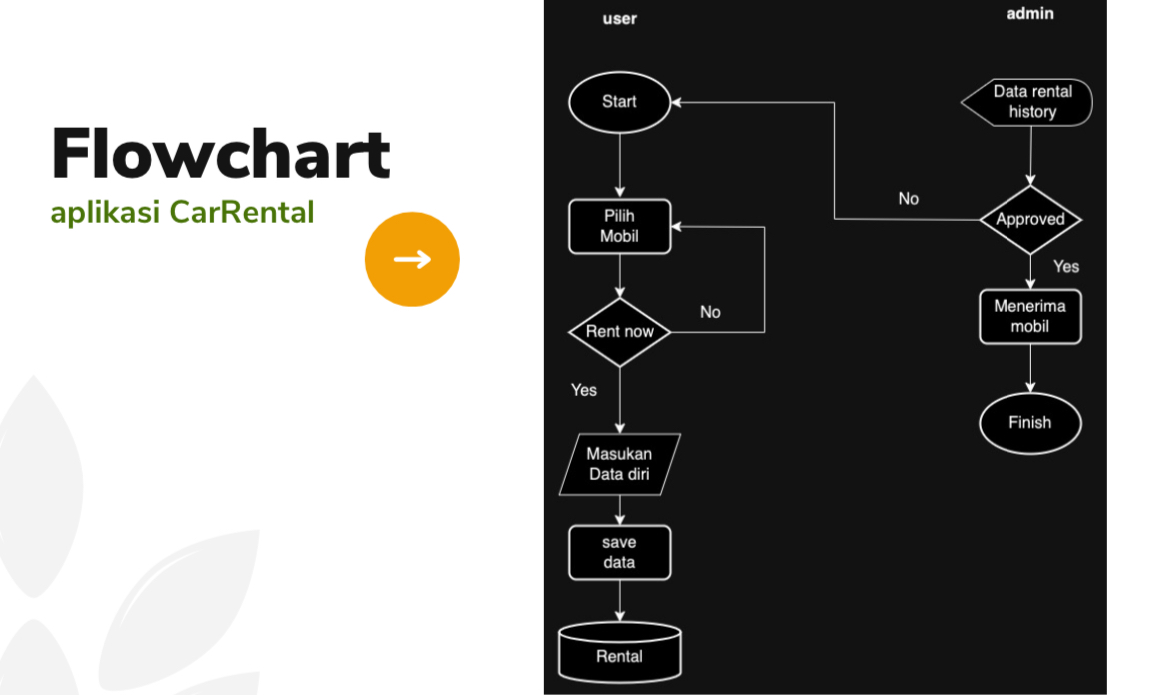 Flowchart
aplikasi CarRental
user
Start
Pilih
Mobil
Rent now
No
Yes
Masukan
Data diri
save
data
Rental
admin
Data rental
history
Approved
No
Yes
Menerima
mobil
Finish